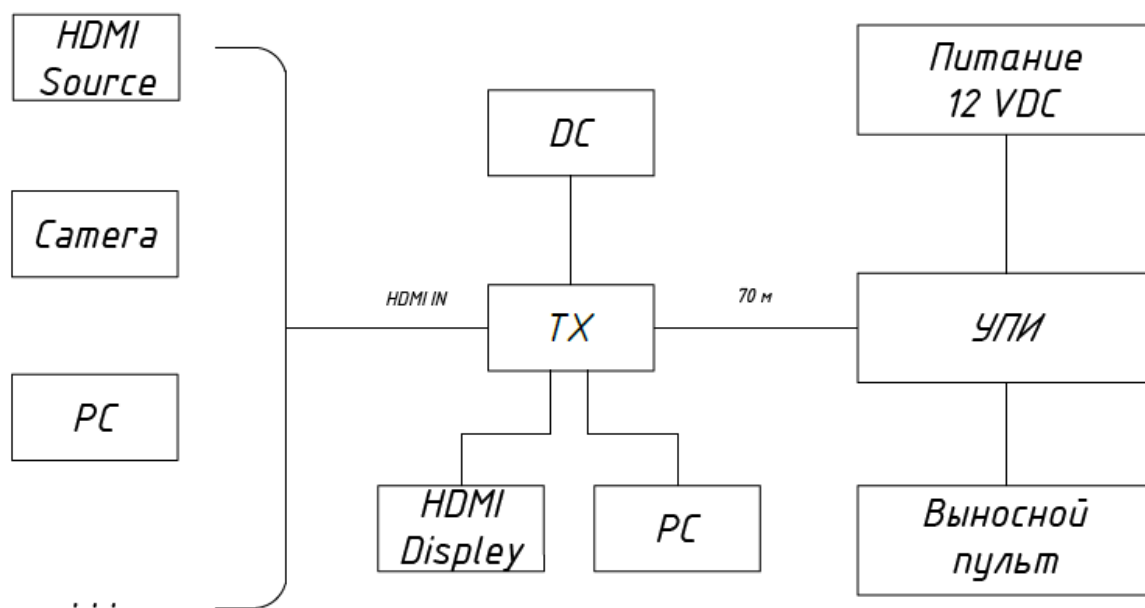 HDMI
Source
Camera
PC
...
HDMI IN
DC
TX
HDMI
Displey
PC
70 м
Питание
12 VDC
УПИ
Выносной
пульт